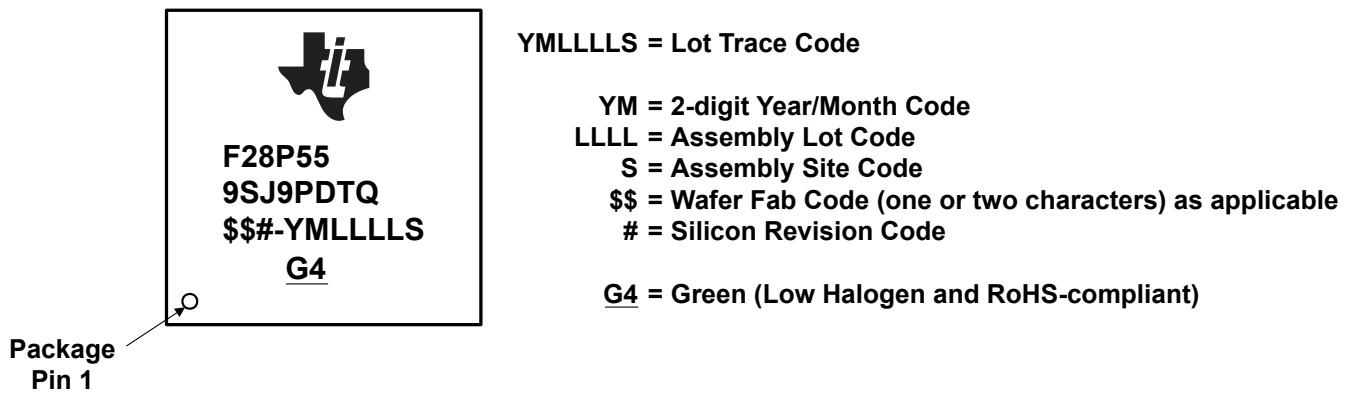 F28P55
9SJ9PDTQ
$$#-YMLLLLS
G4
Package
Pin 1
YMLLLLS = Lot Trace Code
YM = 2-digit Year/Month Code
LLLL = Assembly Lot Code
S = Assembly Site Code
$$ = Wafer Fab Code (one or two characters) as applicable
# = Silicon Revision Code
G4 = Green (Low Halogen and RoHS-compliant)